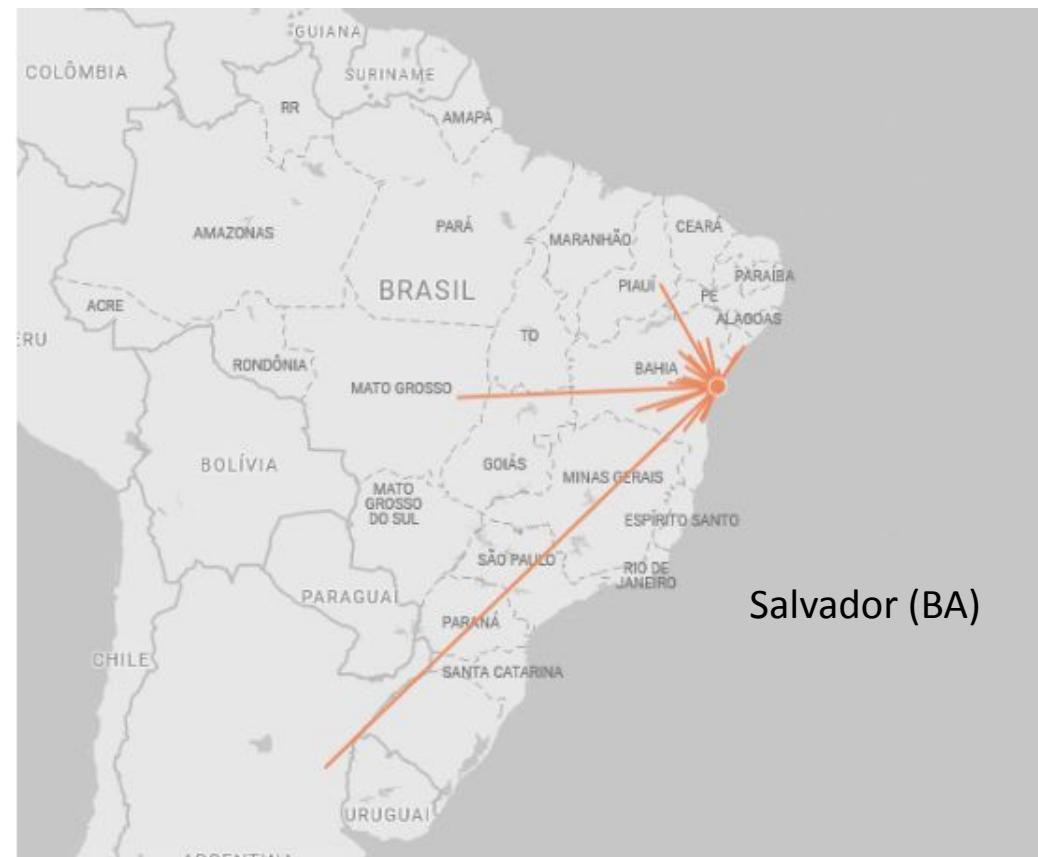 GUIANA
COLÔMBIA
SURINAME
RR
AMAPÁ
AMAZONAS
PARÁ
MARANHÃO
CEARÁ
PARAÍBA
PIAUÍ
BRASIL
PE
ACRE
ALAGOAS
ERU
TO
RONDÔNIA
BAHIA
MATO GROSSO
BOLÍVIA
GOIÁS
MINAS GERAIS
MATO
GROSSO
DO SUL
ESPÍRITO SANTO
SÃO PAULO
RIO DE
JANEIRO
PARAGUAI
Salvador (BA)
PARANÁ
CHILE
SANTA CATARINA
URUGUAI
ARGENTINA